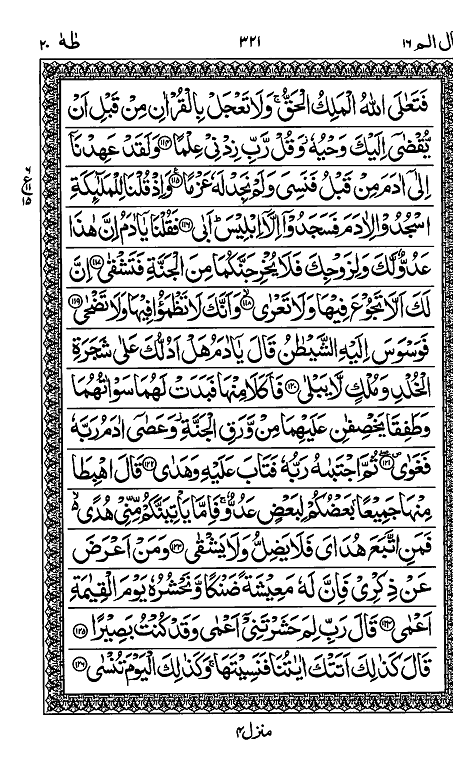 قال الم ١٦ ٣٢١ طٰهٰ ٢٠
فَتَعٰلَى اللّٰهُ الْمَلِكُ الْحَقُّ ۚ وَلَا تَعْجَلْ بِالْقُرْاٰنِ مِنْ قَبْلِ اَنْ
يُّقْضٰۤى اِلَيْكَ وَحْيُهٗ ۫ وَقُلْ رَّبِّ زِدْنِيْ عِلْمًا ﴿١١٤﴾ وَلَقَدْ عَهِدْنَاۤ
اِلٰۤى اٰدَمَ مِنْ قَبْلُ فَنَسِيَ وَلَمْ نَجِدْ لَهٗ عَزْمًا ﴿١١٥﴾ وَاِذْ قُلْنَا لِلْمَلٰٓئِكَةِ
اسْجُدُوْا لِاٰدَمَ فَسَجَدُوْۤا اِلَّاۤ اِبْلِيْسَ ؕ اَبٰى ﴿١١٦﴾ فَقُلْنَا يٰۤاٰدَمُ اِنَّ هٰذَا
عَدُوٌّ لَّكَ وَلِزَوْجِكَ فَلَا يُخْرِجَنَّكُمَا مِنَ الْجَنَّةِ فَتَشْقٰى ﴿١١٧﴾ اِنَّ
لَكَ اَلَّا تَجُوْعَ فِيْهَا وَلَا تَعْرٰى ﴿١١٨﴾ وَاَنَّكَ لَا تَظْمَؤُا فِيْهَا وَلَا تَضْحٰى ﴿١١٩﴾
فَوَسْوَسَ اِلَيْهِ الشَّيْطٰنُ قَالَ يٰۤاٰدَمُ هَلْ اَدُلُّكَ عَلٰى شَجَرَةِ
الْخُلْدِ وَمُلْكٍ لَّا يَبْلٰى ﴿١٢٠﴾ فَاَكَلَا مِنْهَا فَبَدَتْ لَهُمَا سَوْاٰتُهُمَا
وَطَفِقَا يَخْصِفٰنِ عَلَيْهِمَا مِنْ وَّرَقِ الْجَنَّةِ ۫ وَعَصٰۤى اٰدَمُ رَبَّهٗ
فَغَوٰى ﴿١٢١﴾ ثُمَّ اجْتَبٰهُ رَبُّهٗ فَتَابَ عَلَيْهِ وَهَدٰى ﴿١٢٢﴾ قَالَ اهْبِطَا
مِنْهَا جَمِيْعًۢا بَعْضُكُمْ لِبَعْضٍ عَدُوٌّ ۚ فَاِمَّا يَاْتِيَنَّكُمْ مِّنِّيْ هُدًى ۙ
فَمَنِ اتَّبَعَ هُدَايَ فَلَا يَضِلُّ وَلَا يَشْقٰى ﴿١٢٣﴾ وَمَنْ اَعْرَضَ
عَنْ ذِكْرِيْ فَاِنَّ لَهٗ مَعِيْشَةً ضَنْكًا وَّنَحْشُرُهٗ يَوْمَ الْقِيٰمَةِ
اَعْمٰى ﴿١٢٤﴾ قَالَ رَبِّ لِمَ حَشَرْتَنِيْۤ اَعْمٰى وَقَدْ كُنْتُ بَصِيْرًا ﴿١٢٥﴾
قَالَ كَذٰلِكَ اَتَتْكَ اٰيٰتُنَا فَنَسِيْتَهَا ۚ وَكَذٰلِكَ الْيَوْمَ تُنْسٰى ﴿١٢٦﴾
منزل ٤